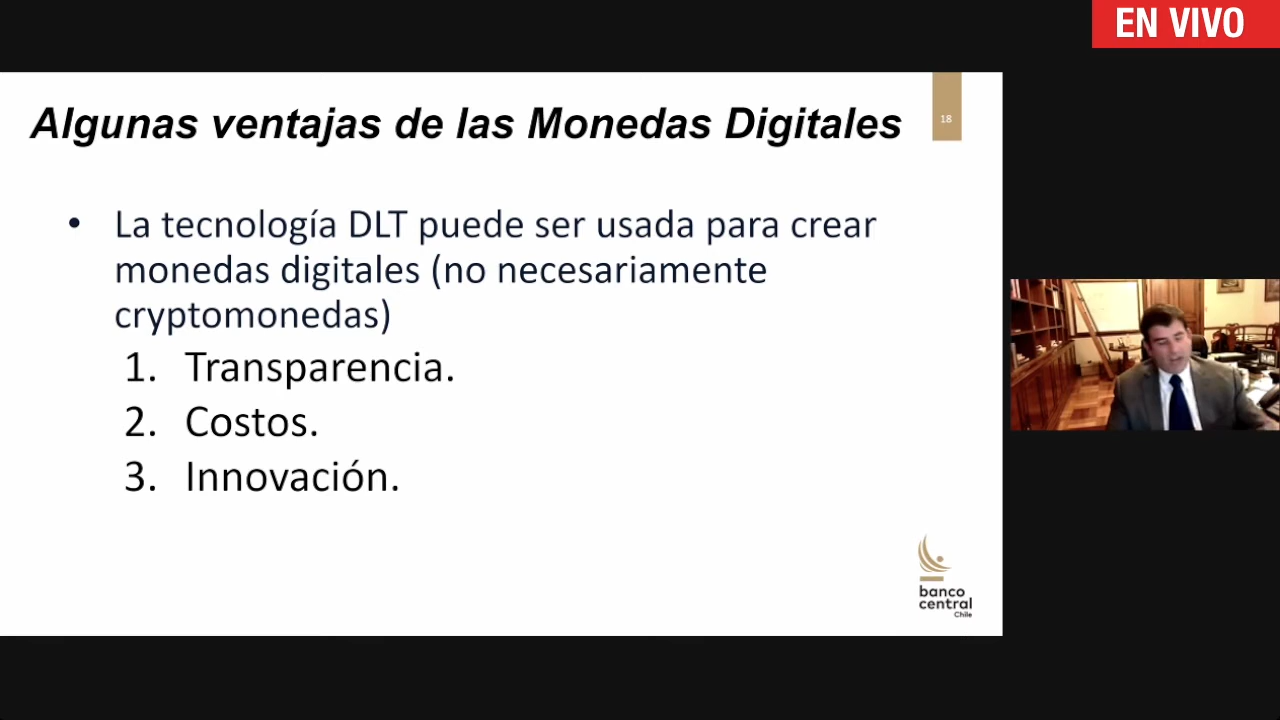 EN VIVO
Algunas ventajas de las Monedas Digitales
18
• La tecnología DLT puede ser usada para crear
monedas digitales (no necesariamente
cryptomonedas)
1. Transparencia.
2. Costos.
3. Innovación.
banco
central
Chile